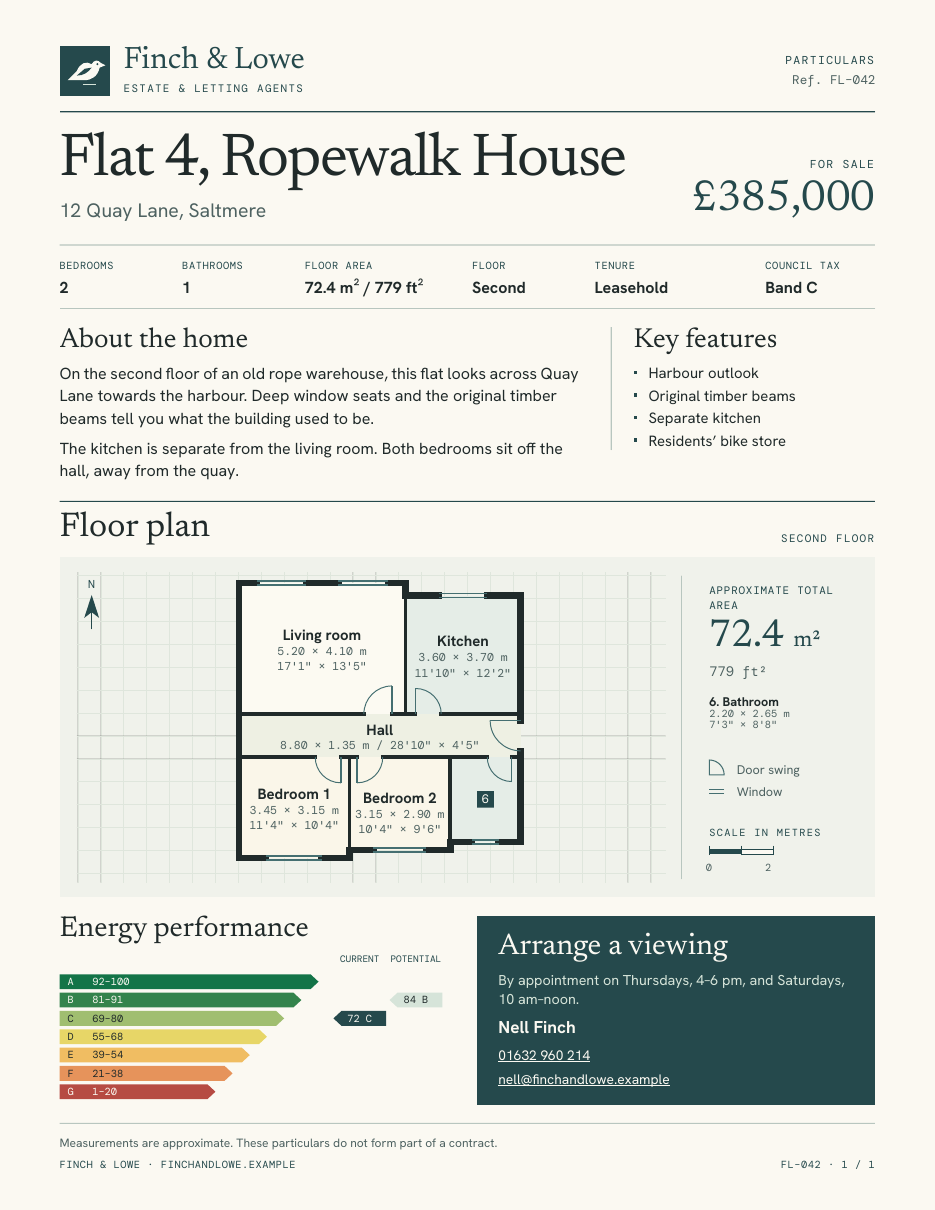 Finch & Lowe
ESTATE & LETTING AGENTS
PARTICULARS
Ref. FL–042
Flat 4, Ropewalk House
12 Quay Lane, Saltmere
FOR SALE
£385,000
BEDROOMS
2
BATHROOMS
1
FLOOR AREA
72.4 m² / 779 ft²
FLOOR
Second
TENURE
Leasehold
COUNCIL TAX
Band C
About the home
On the second floor of an old rope warehouse, this flat looks across Quay
Lane towards the harbour. Deep window seats and the original timber
beams tell you what the building used to be.
The kitchen is separate from the living room. Both bedrooms sit off the
hall, away from the quay.
Key features
Harbour outlook
Original timber beams
Separate kitchen
Residents’ bike store
Floor plan
SECOND FLOOR
N
Living room
5.20 × 4.10 m
17'1" × 13'5"
Kitchen
3.60 × 3.70 m
11'10" × 12'2"
Hall
8.80 × 1.35 m / 28'10" × 4'5"
Bedroom 1
3.45 × 3.15 m
11'4" × 10'4"
Bedroom 2
3.15 × 2.90 m
10'4" × 9'6"
6
APPROXIMATE TOTAL
AREA
72.4 m²
779 ft²
6. Bathroom
2.20 × 2.65 m
7'3" × 8'8"
Door swing
Window
SCALE IN METRES
0 2
Energy performance
CURRENT POTENTIAL
A 92–100
B 81–91 84 B
C 69–80 72 C
D 55–68
E 39–54
F 21–38
G 1–20
Arrange a viewing
By appointment on Thursdays, 4–6 pm, and Saturdays,
10 am–noon.
Nell Finch
01632 960 214
nell@finchandlowe.example
Measurements are approximate. These particulars do not form part of a contract.
FINCH & LOWE · FINCHANDLOWE.EXAMPLE
FL–042 · 1 / 1